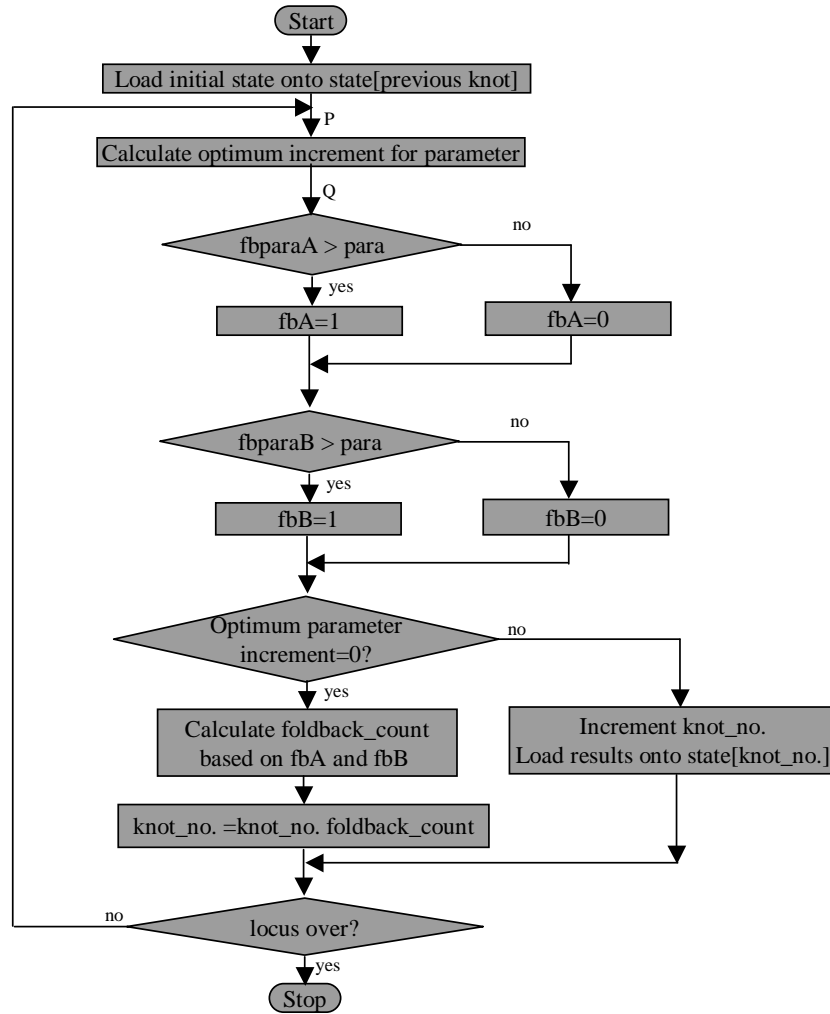 Start
Load initial state onto state[previous knot]
P
Calculate optimum increment for parameter
Q
fbparaA > para
no
yes
fbA=1
fbA=0
fbparaB > para
no
yes
fbB=1
fbB=0
Optimum parameter
increment=0?
no
yes
Calculate foldback_count
based on fbA and fbB
Increment knot_no.
Load results onto state[knot_no.]
knot_no. =knot_no. foldback_count
no
locus over?
yes
Stop